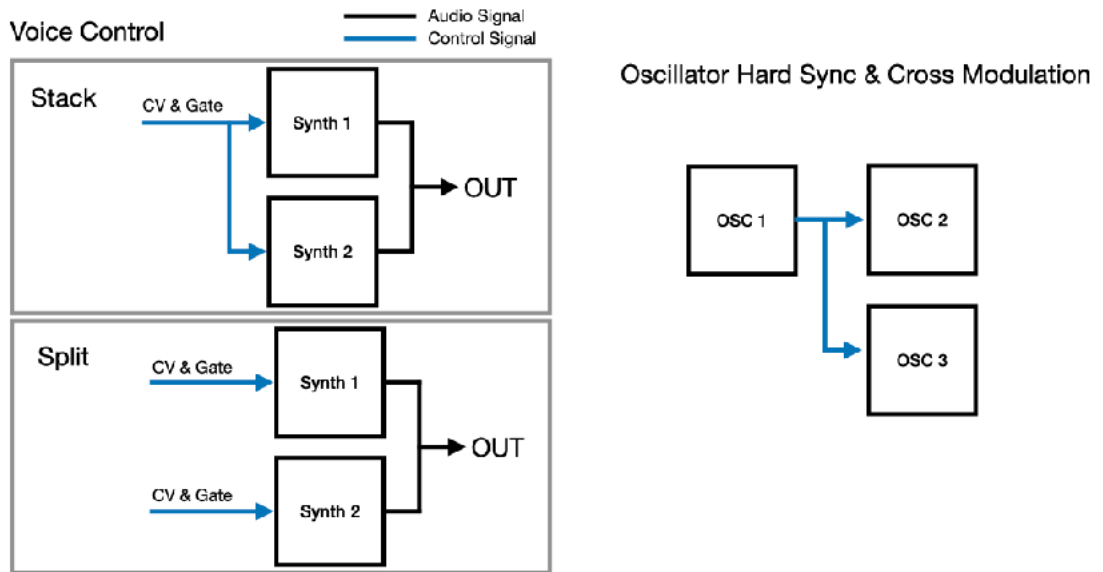 Voice Control
Audio Signal
Control Signal
Stack
CV & Gate
Synth 1
Synth 2
OUT
Split
CV & Gate
Synth 1
OUT
CV & Gate
Synth 2
Oscillator Hard Sync & Cross Modulation
OSC 1
OSC 2
OSC 3